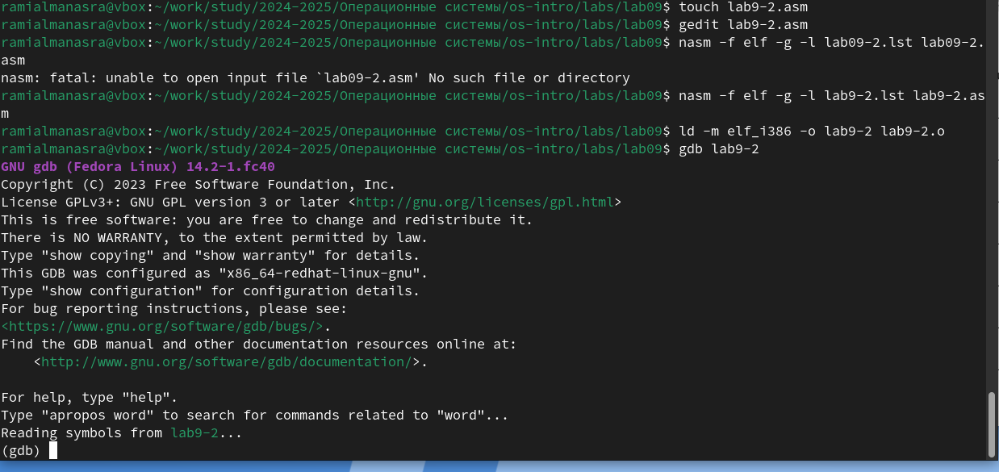 ramialmanasra@vbox:~/work/study/2024-2025/Операционные системы/os-intro/labs/lab09$ touch lab9-2.asm
ramialmanasra@vbox:~/work/study/2024-2025/Операционные системы/os-intro/labs/lab09$ gedit lab9-2.asm
ramialmanasra@vbox:~/work/study/2024-2025/Операционные системы/os-intro/labs/lab09$ nasm -f elf -g -l lab09-2.lst lab09-2.
asm
nasm: fatal: unable to open input file `lab09-2.asm' No such file or directory
ramialmanasra@vbox:~/work/study/2024-2025/Операционные системы/os-intro/labs/lab09$ nasm -f elf -g -l lab9-2.lst lab9-2.as
m
ramialmanasra@vbox:~/work/study/2024-2025/Операционные системы/os-intro/labs/lab09$ ld -m elf_i386 -o lab9-2 lab9-2.o
ramialmanasra@vbox:~/work/study/2024-2025/Операционные системы/os-intro/labs/lab09$ gdb lab9-2
GNU gdb (Fedora Linux) 14.2-1.fc40
Copyright (C) 2023 Free Software Foundation, Inc.
License GPLv3+: GNU GPL version 3 or later <http://gnu.org/licenses/gpl.html>
This is free software: you are free to change and redistribute it.
There is NO WARRANTY, to the extent permitted by law.
Type "show copying" and "show warranty" for details.
This GDB was configured as "x86_64-redhat-linux-gnu".
Type "show configuration" for configuration details.
For bug reporting instructions, please see:
<https://www.gnu.org/software/gdb/bugs/>.
Find the GDB manual and other documentation resources online at:
    <http://www.gnu.org/software/gdb/documentation/>.

For help, type "help".
Type "apropos word" to search for commands related to "word"...
Reading symbols from lab9-2...
(gdb)